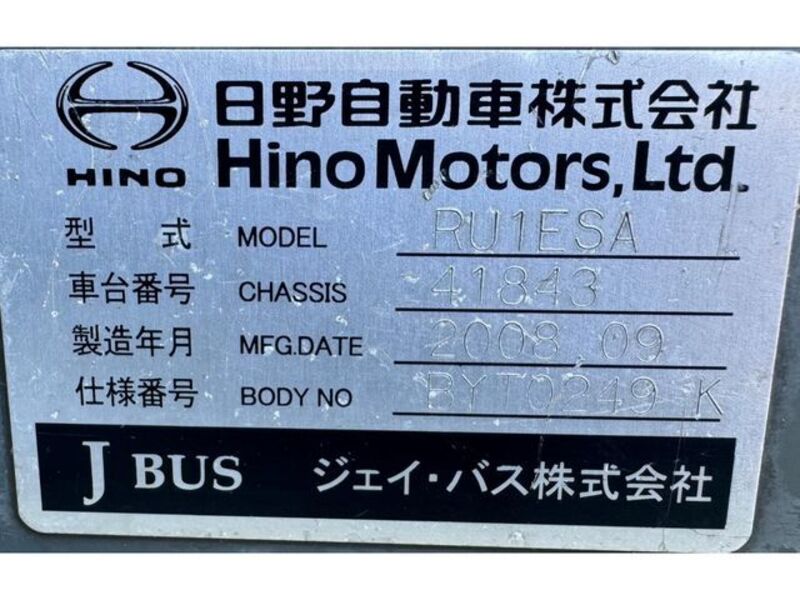 日野自動車株式会社
HINO Hino Motors, Ltd.
型 式 MODEL RU1ESA
車台番号 CHASSIS 41843
製造年月 MFG.DATE 2008 09
仕様番号 BODY NO BYT0249 K
J BUS ジェイ・バス株式会社